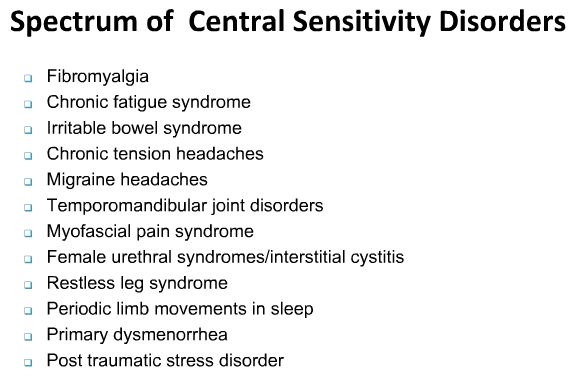 Spectrum of Central Sensitivity Disorders
Fibromyalgia
Chronic fatigue syndrome
Irritable bowel syndrome
Chronic tension headaches
Migraine headaches
Temporomandibular joint disorders
Myofascial pain syndrome
Female urethral syndromes/interstitial cystitis
Restless leg syndrome
Periodic limb movements in sleep
Primary dysmenorrhea
Post traumatic stress disorder